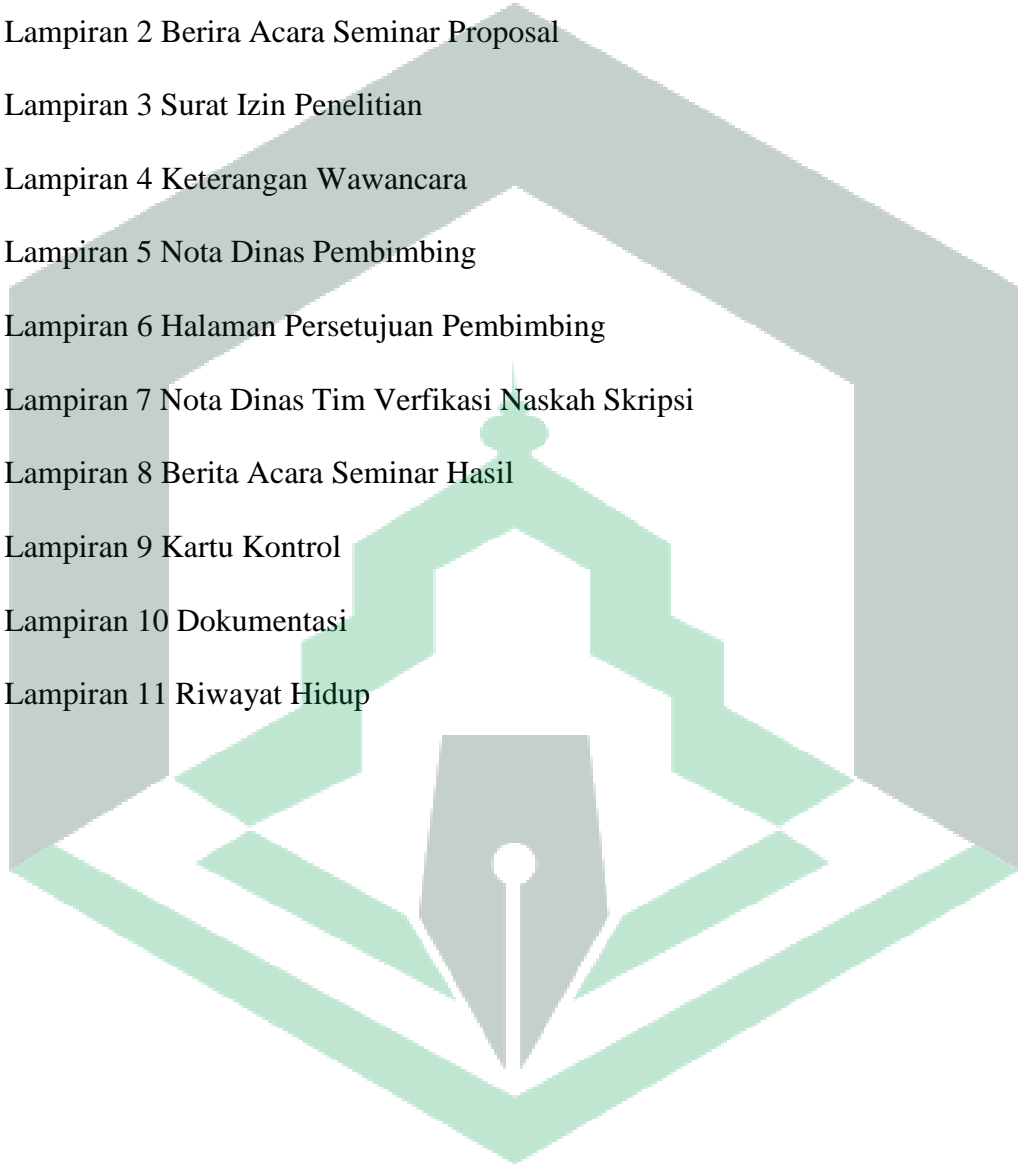 Lampiran 2 Berira Acara Seminar Proposal
Lampiran 3 Surat Izin Penelitian
Lampiran 4 Keterangan Wawancara
Lampiran 5 Nota Dinas Pembimbing
Lampiran 6 Halaman Persetujuan Pembimbing
Lampiran 7 Nota Dinas Tim Verfikasi Naskah Skripsi
Lampiran 8 Berita Acara Seminar Hasil
Lampiran 9 Kartu Kontrol
Lampiran 10 Dokumentasi
Lampiran 11 Riwayat Hidup